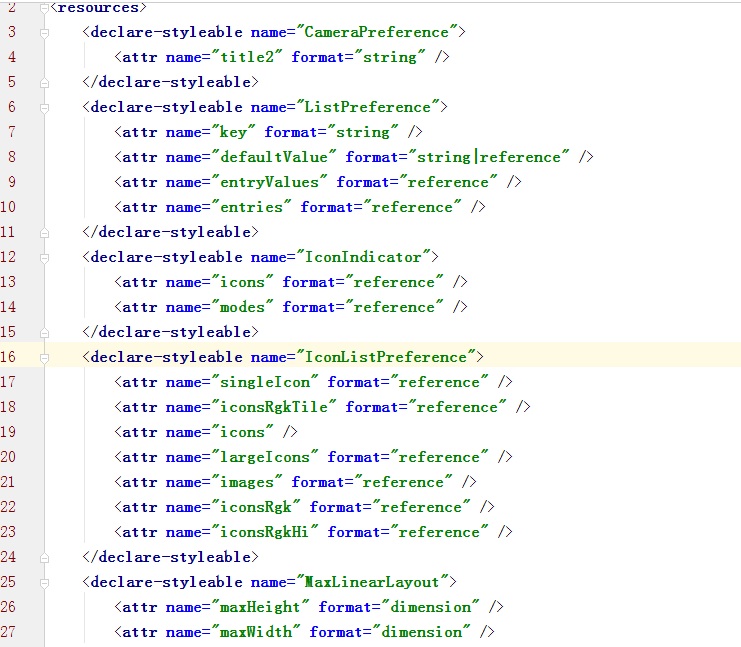 2 <resources>
3 <declare-styleable name="CameraPreference">
4 <attr name="title2" format="string" />
5 </declare-styleable>
6 <declare-styleable name="ListPreference">
7 <attr name="key" format="string" />
8 <attr name="defaultValue" format="string|reference" />
9 <attr name="entryValues" format="reference" />
10 <attr name="entries" format="reference" />
11 </declare-styleable>
12 <declare-styleable name="IconIndicator">
13 <attr name="icons" format="reference" />
14 <attr name="modes" format="reference" />
15 </declare-styleable>
16 <declare-styleable name="IconListPreference">
17 <attr name="singleIcon" format="reference" />
18 <attr name="iconsRgkTile" format="reference" />
19 <attr name="icons" />
20 <attr name="largeIcons" format="reference" />
21 <attr name="images" format="reference" />
22 <attr name="iconsRgk" format="reference" />
23 <attr name="iconsRgkHi" format="reference" />
24 </declare-styleable>
25 <declare-styleable name="MaxLinearLayout">
26 <attr name="maxHeight" format="dimension" />
27 <attr name="maxWidth" format="dimension" />